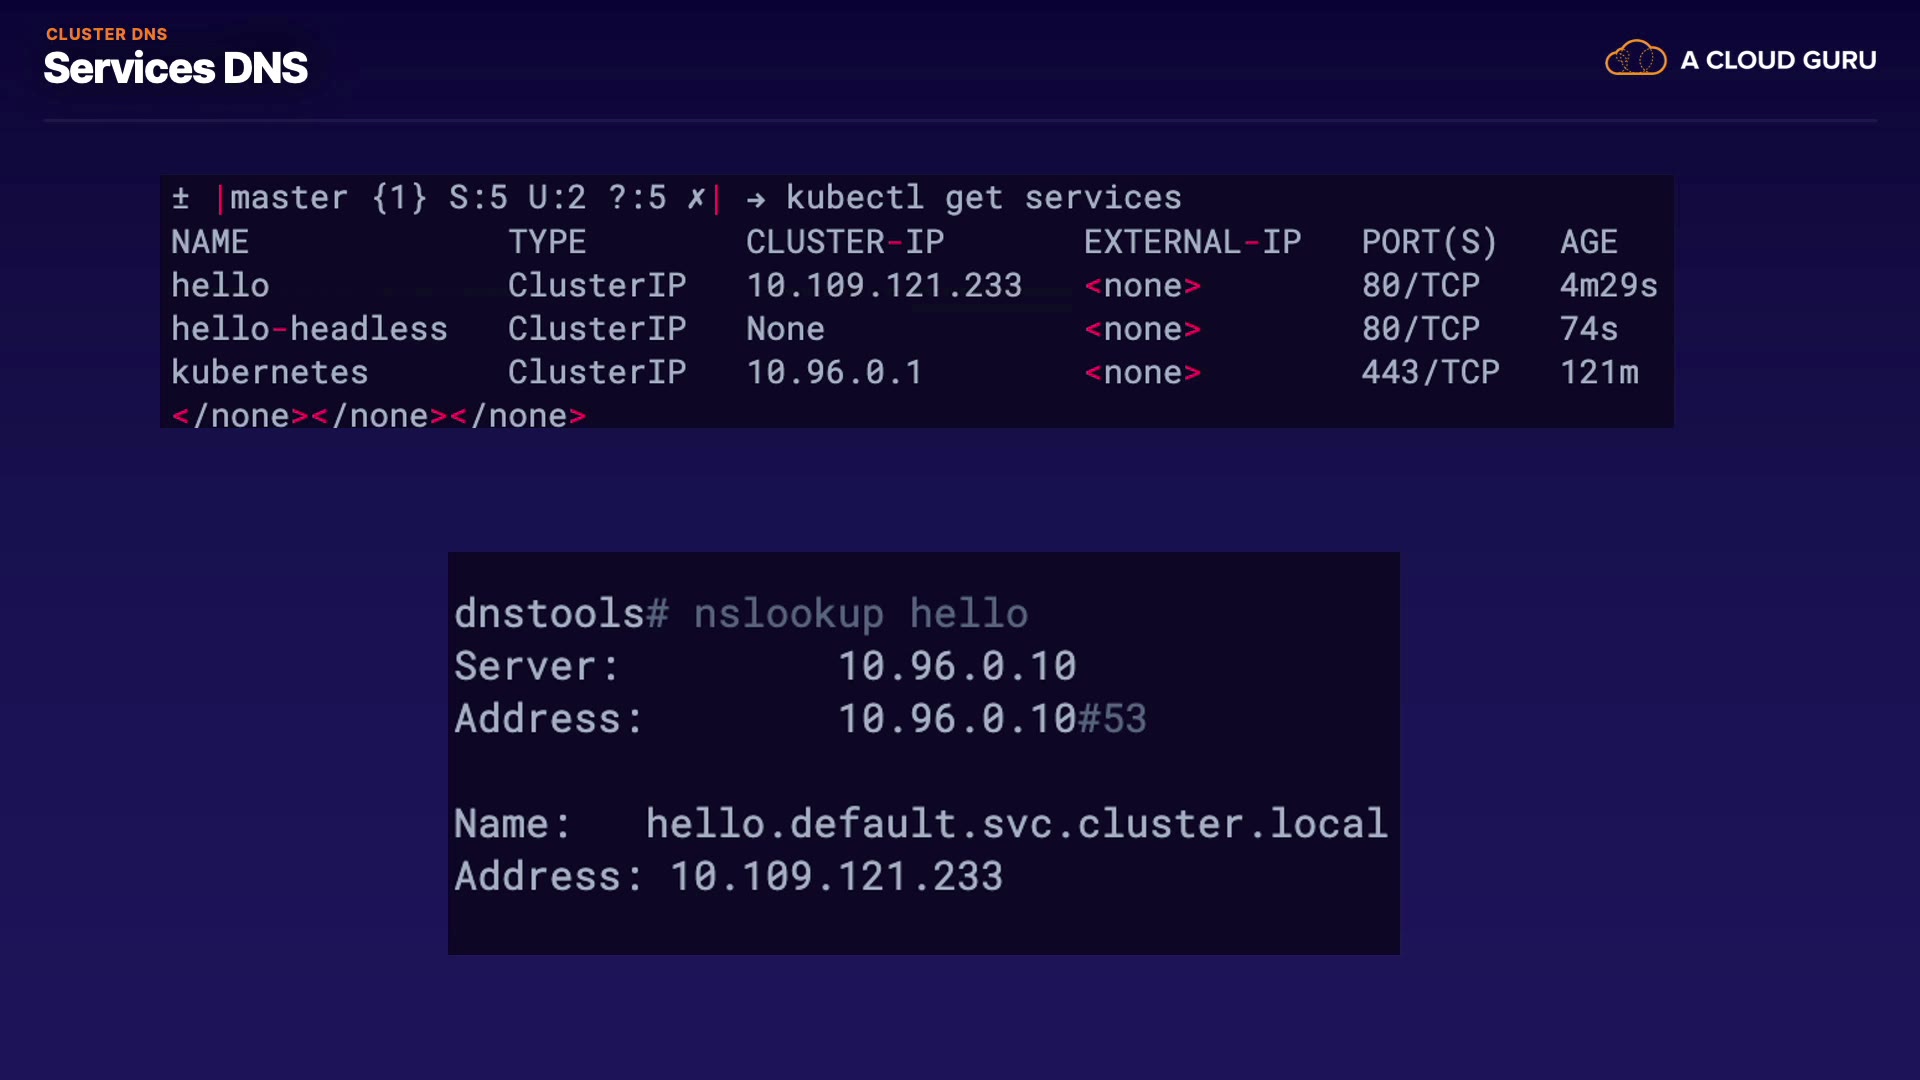 CLUSTER DNS
Services DNS
A CLOUD GURU
± |master {1} S:5 U:2 ?:5 ✗| → kubectl get services
NAME TYPE CLUSTER-IP EXTERNAL-IP PORT(S) AGE
hello ClusterIP 10.109.121.233 <none> 80/TCP 4m29s
hello-headless ClusterIP None <none> 80/TCP 74s
kubernetes ClusterIP 10.96.0.1 <none> 443/TCP 121m
</none></none></none>
dnstools# nslookup hello
Server: 10.96.0.10
Address: 10.96.0.10#53
Name: hello.default.svc.cluster.local
Address: 10.109.121.233